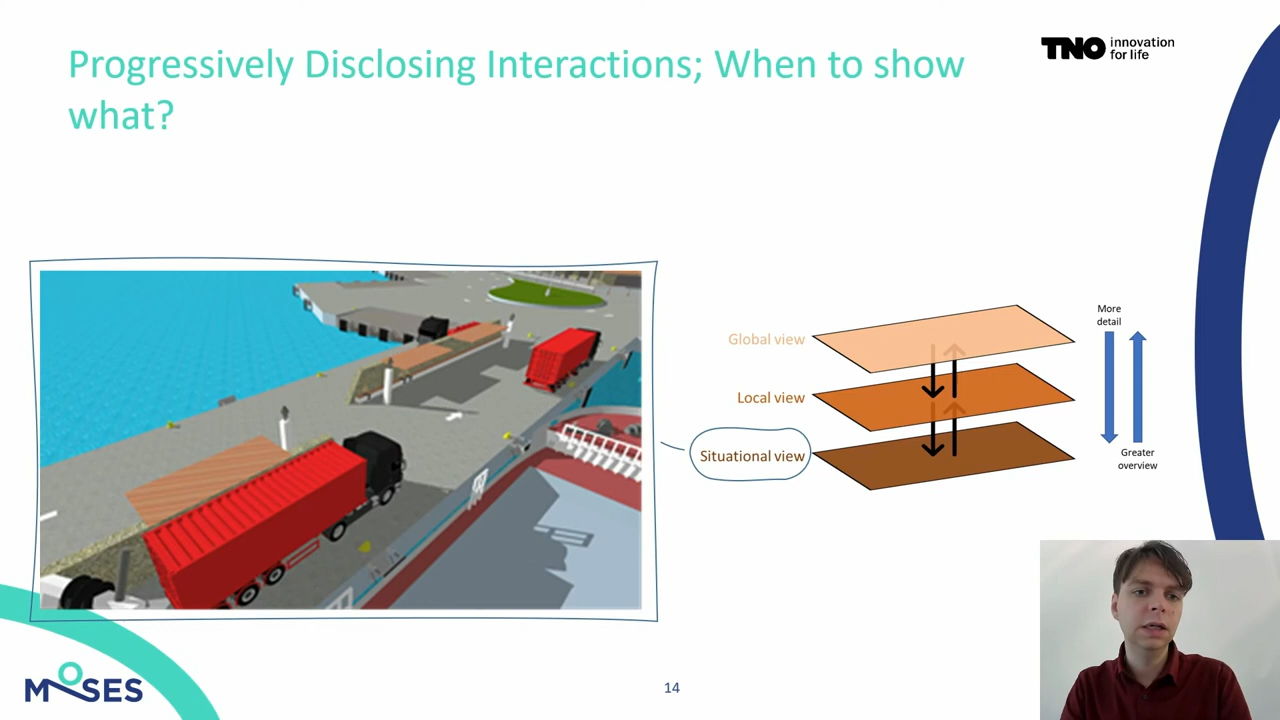 Progressively Disclosing Interactions; When to show
what?
TNO innovation
for life
Global view
Local view
Situational view
More
detail
Greater
overview
MOSES
14